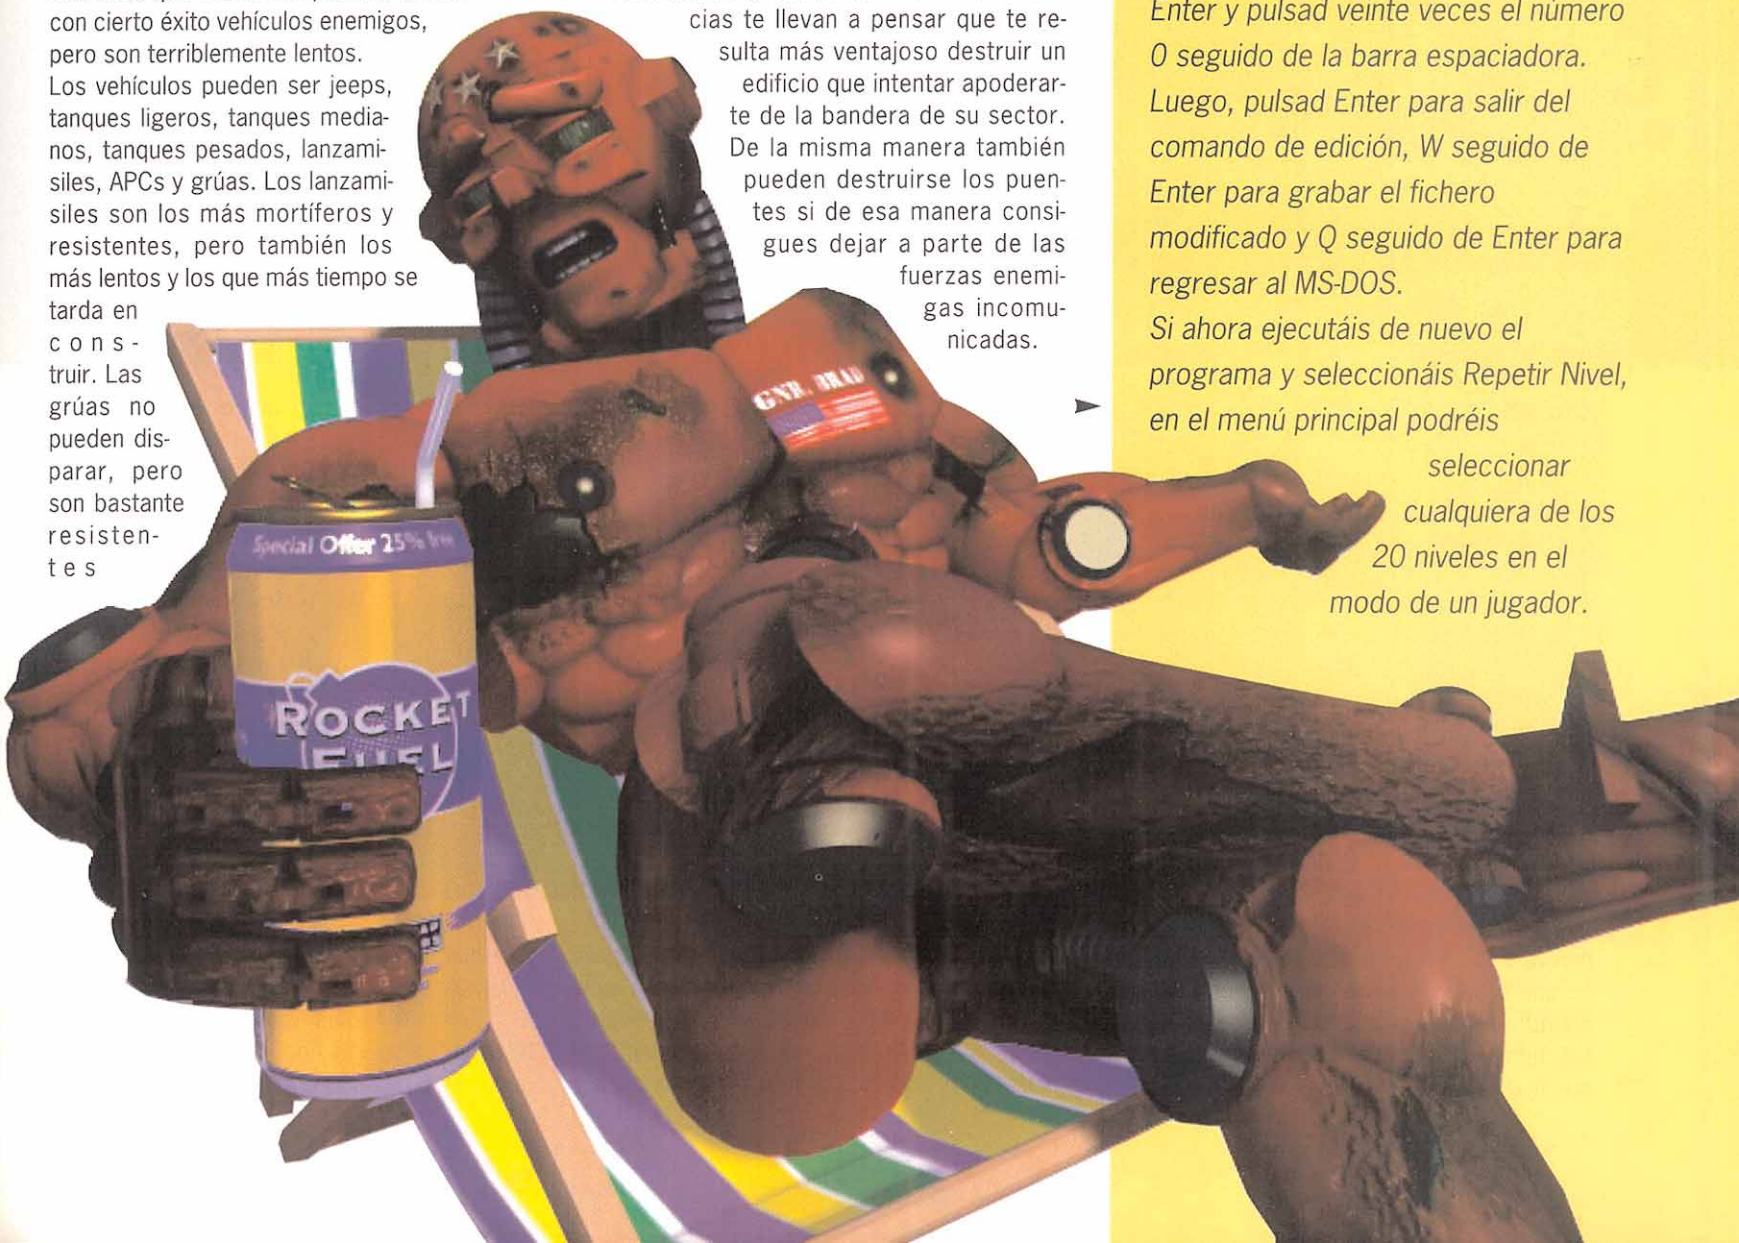 con cierto éxito vehículos enemigos,
pero son terriblemente lentos.
Los vehículos pueden ser jeeps,
tanques ligeros, tanques media-
nos, tanques pesados, lanzami-
siles, APCs y grúas. Los lanzami-
siles son los más mortíferos y
resistentes, pero también los
más lentos y los que más tiempo se
tarda en
cons-
truir. Las
grúas no
pueden dis-
parar, pero
son bastante
resisten-
tes
cias te llevan a pensar que te re-
sulta más ventajoso destruir un
edificio que intentar apoderar-
te de la bandera de su sector.
De la misma manera también
pueden destruirse los puen-
tes si de esa manera consi-
gues dejar a parte de las
fuerzas enemi-
gas incomu-
nicadas.
Enter y pulsad veinte veces el número
0 seguido de la barra espaciadora.
Luego, pulsad Enter para salir del
comando de edición, W seguido de
Enter para grabar el fichero
modificado y Q seguido de Enter para
regresar al MS-DOS.
Si ahora ejecutáis de nuevo el
programa y seleccionáis Repetir Nivel,
en el menú principal podréis
seleccionar
cualquiera de los
20 niveles en el
modo de un jugador.
GNR. BRAD
Special Offer 25% free
ROCKET
FUEL